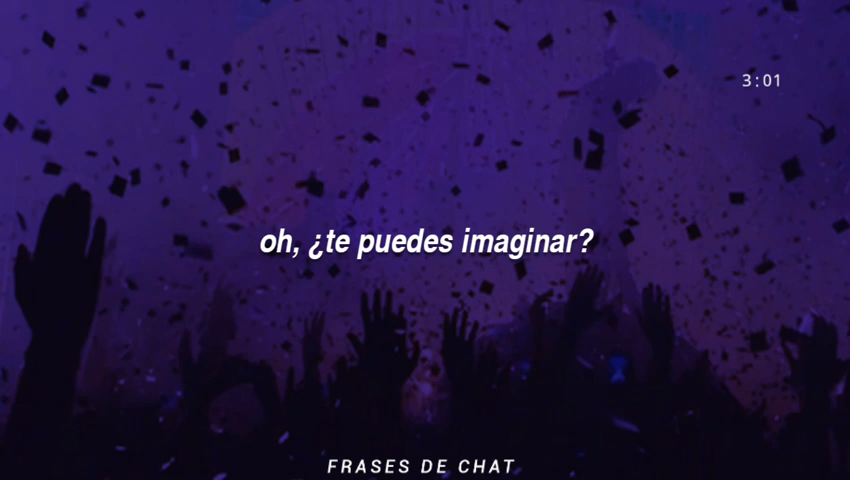 3:01
oh, ¿te puedes imaginar?
FRASES DE CHAT